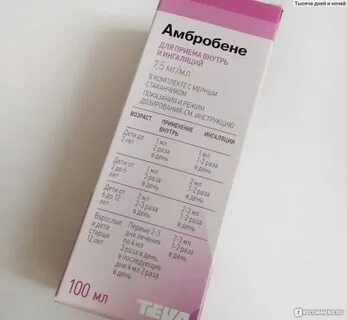 Тысяча дней и ночей
Амбробене
ДЛЯ ПРИЕМА ВНУТРЬ
И ИНГАЛЯЦИЙ
7,5 мг/мл
В КОМПЛЕКТЕ С МЕРНЫМ
СТАКАНЧИКОМ
ПОКАЗАНИЯ И РЕЖИМ
ДОЗИРОВАНИЯ: СМ. ИНСТРУКЦИЮ
ВОЗРАСТ ПРИМЕНЕНИЕ ВНУТРЬ ИНГАЛЯЦИИ
Дети до 2 лет 1 мл 2 раза в день 1 мл 1-2 раза в день
Дети от 2 до 6 лет 1 мл 3 раза в день 2 мл 1-2 раза в день
Дети от 6 до 12 лет 2 мл 2-3 раза в день 2-3 мл 1-2 раза в день
Взрослые и дети старше 12 лет Первые 2-3 дня лечения по 4 мл 3 раза в день, в последующие дни 4 мл 2 раза в день 2-3 мл 1-2 раза в день
100 мл
TEVA
IRECOMMEND.RU